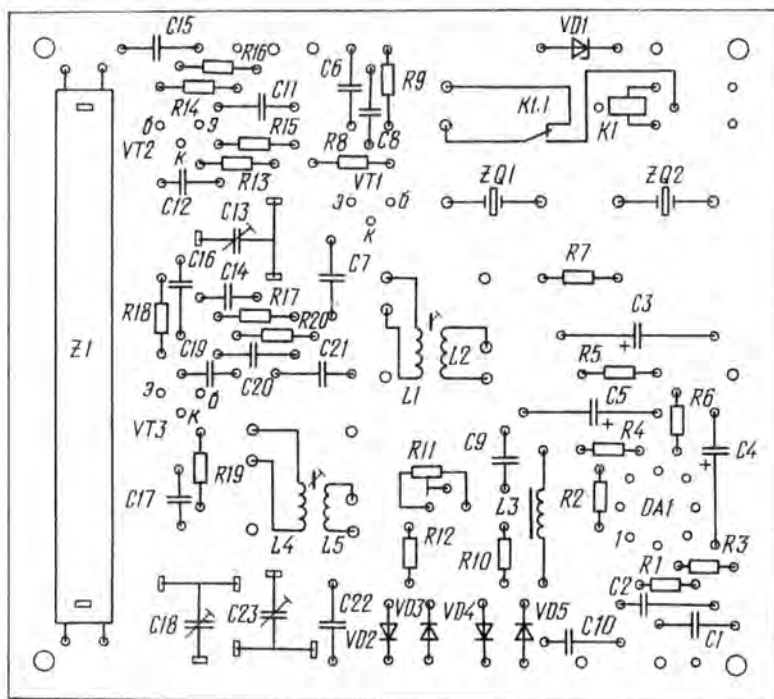 C15
VD1
R16
C6
R9
R14
C11
K1.1
K1
б
Э
C8
R15
R8
VT2
К
R13
VT1
ZQ1
ZQ2
C12
Э
б
C13
К
C16
C7
R7
C14
R17
C3
R18
R20
+
Z1
L2
C19
C21
R5
C20
L1
C5
R6
Э
б
К
+
VT3
R11
C9
R4
C4
+
R19
L3
R2
DA1
C17
L4
L5
R12
R10
1
R3
R1
C2
C18
C23
C22
VD3
VD4
VD5
VD2
C10
C1